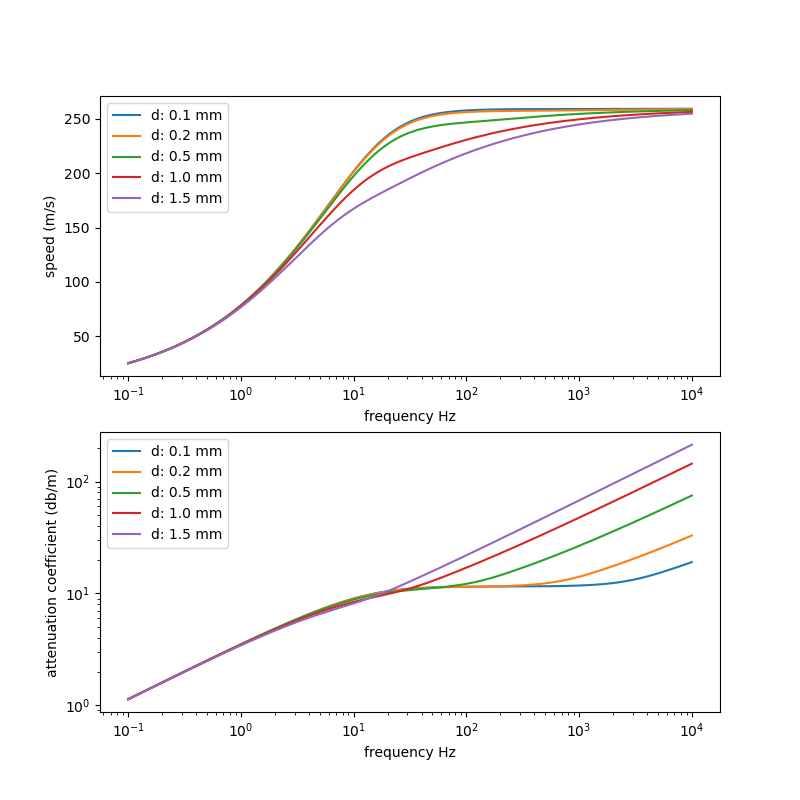 d: 0.1 mm
d: 0.2 mm
d: 0.5 mm
d: 1.0 mm
d: 1.5 mm
250
200
150
100
50
speed (m/s)
10⁻¹ 10⁰ 10¹ 10² 10³ 10⁴
frequency Hz
d: 0.1 mm
d: 0.2 mm
d: 0.5 mm
d: 1.0 mm
d: 1.5 mm
10²
10¹
10⁰
attenuation coefficient (db/m)
10⁻¹ 10⁰ 10¹ 10² 10³ 10⁴
frequency Hz